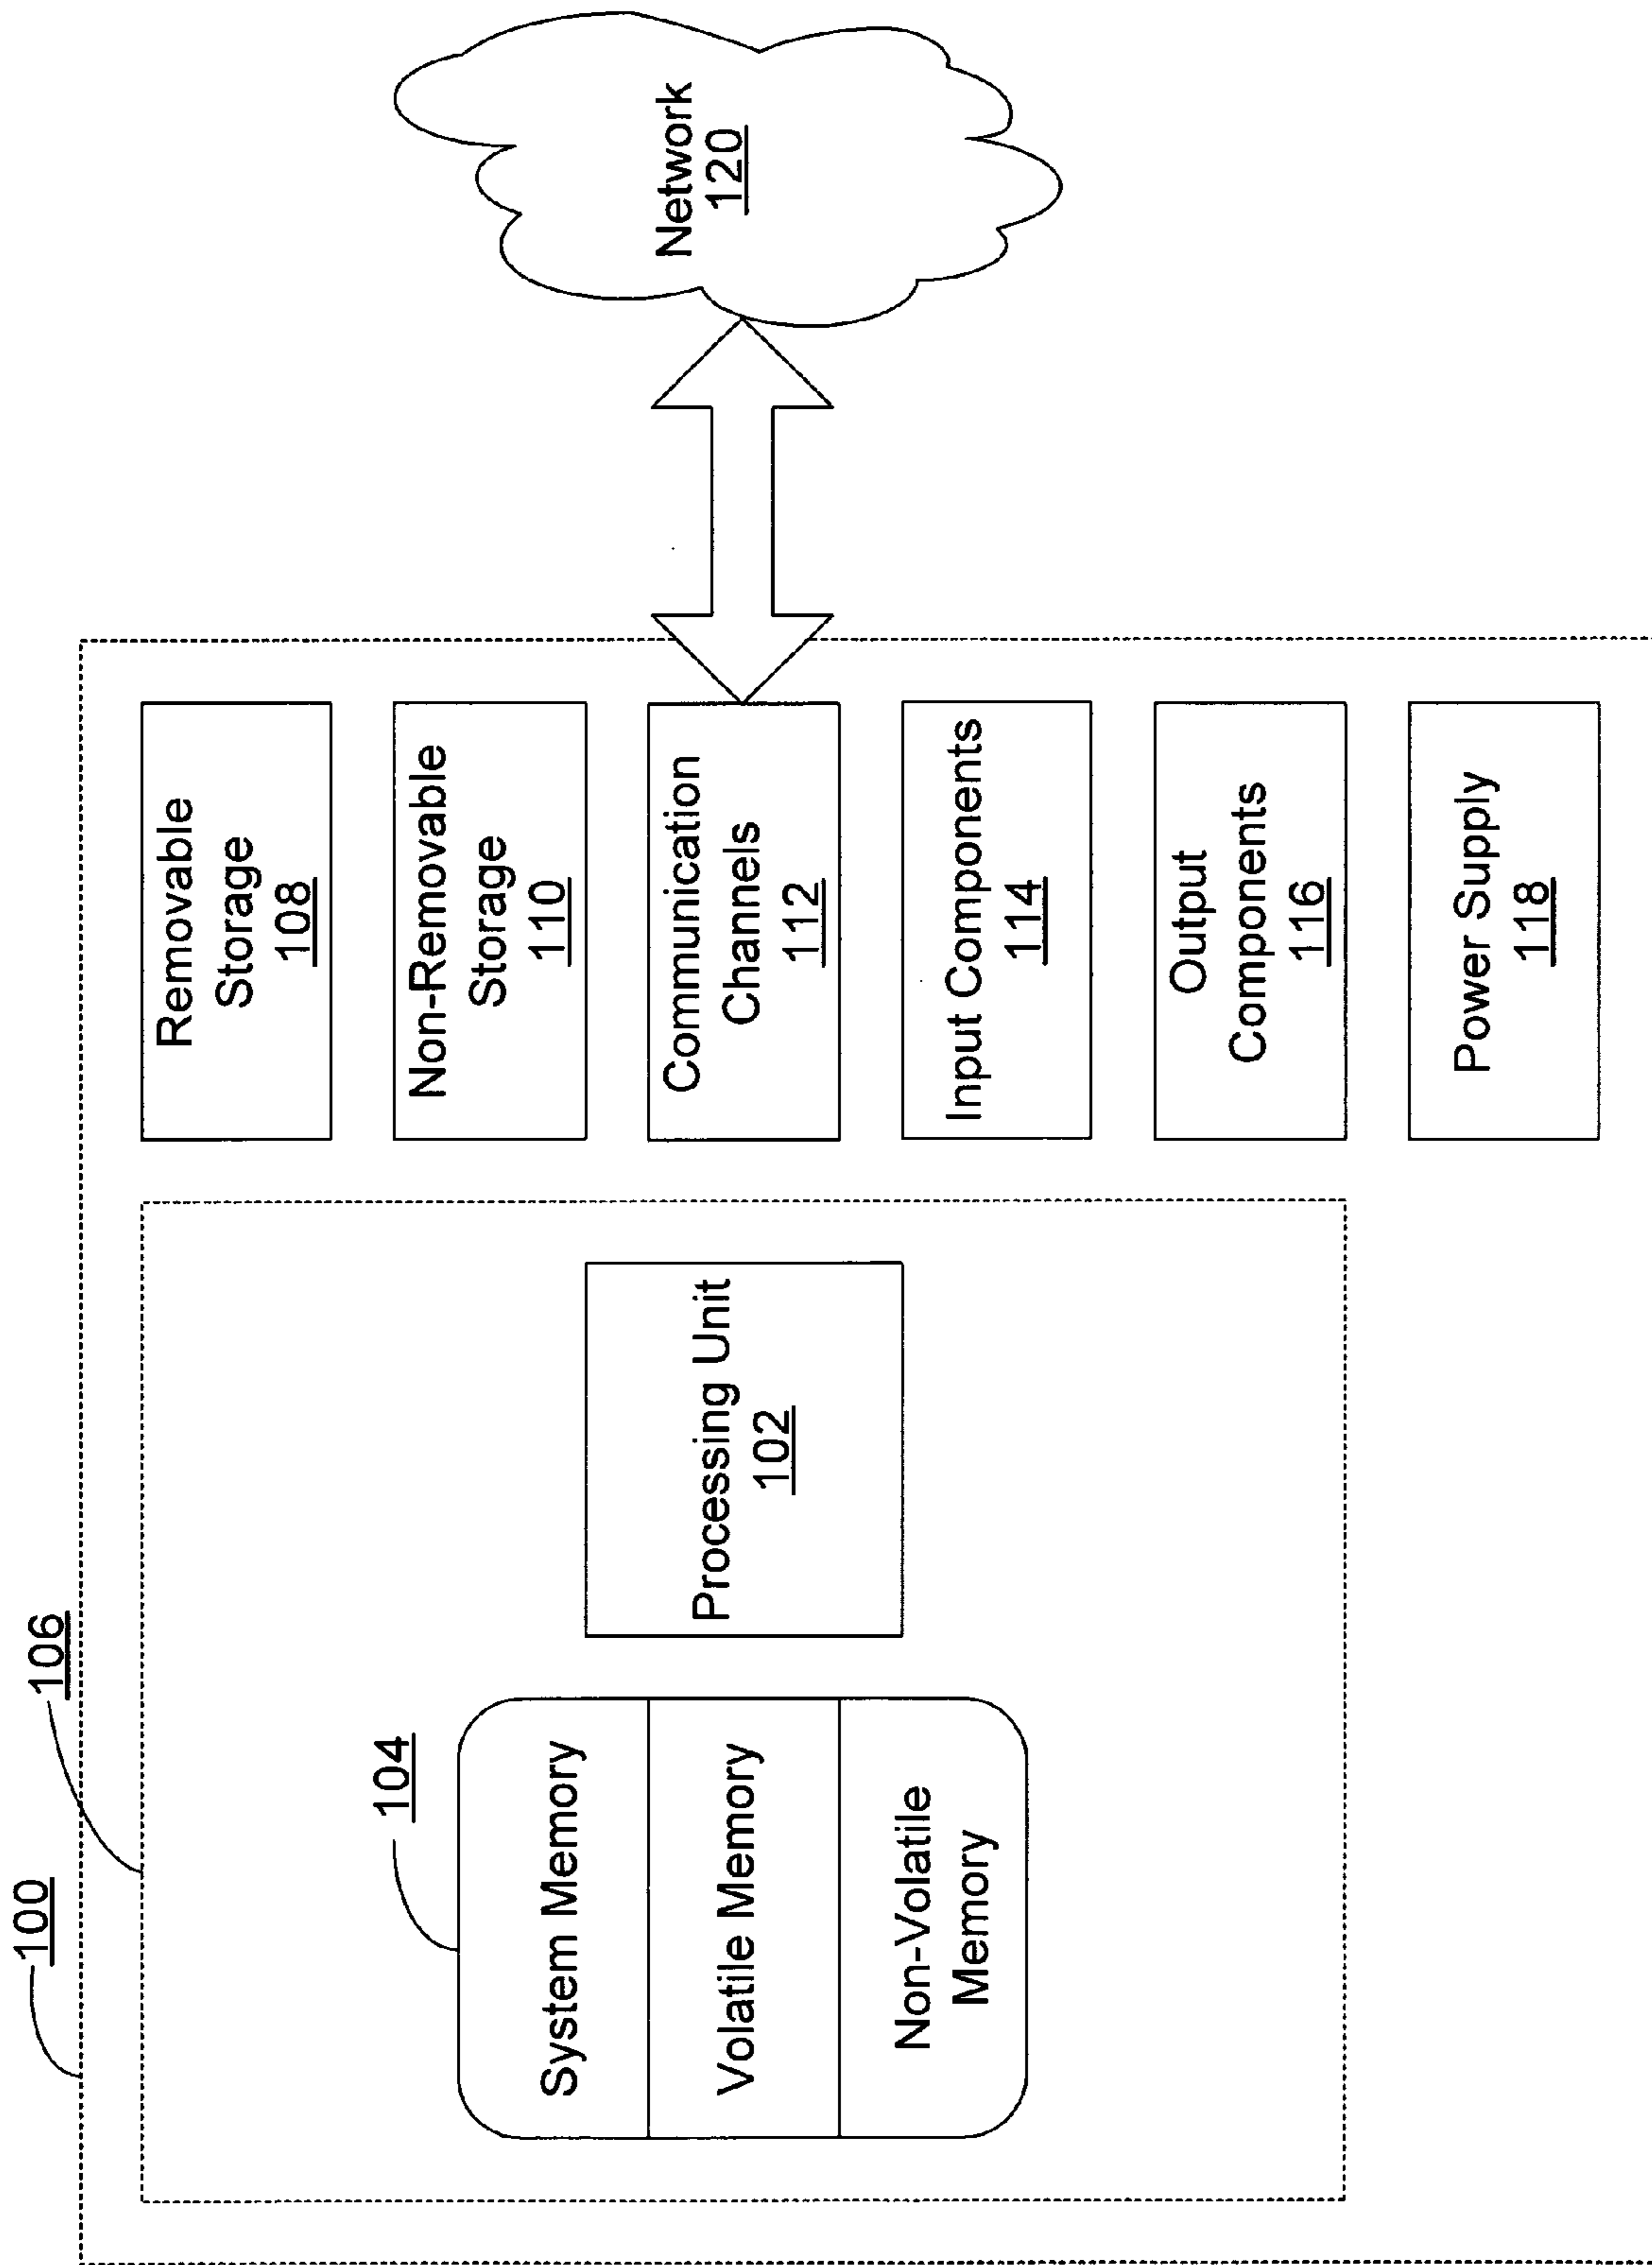 100
106
104
System Memory
Volatile Memory
Non-Volatile
Memory
Processing Unit
102
Removable
Storage
108
Non-Removable
Storage
110
Communication
Channels
112
Input Components
114
Output
Components
116
Power Supply
118
Network
120